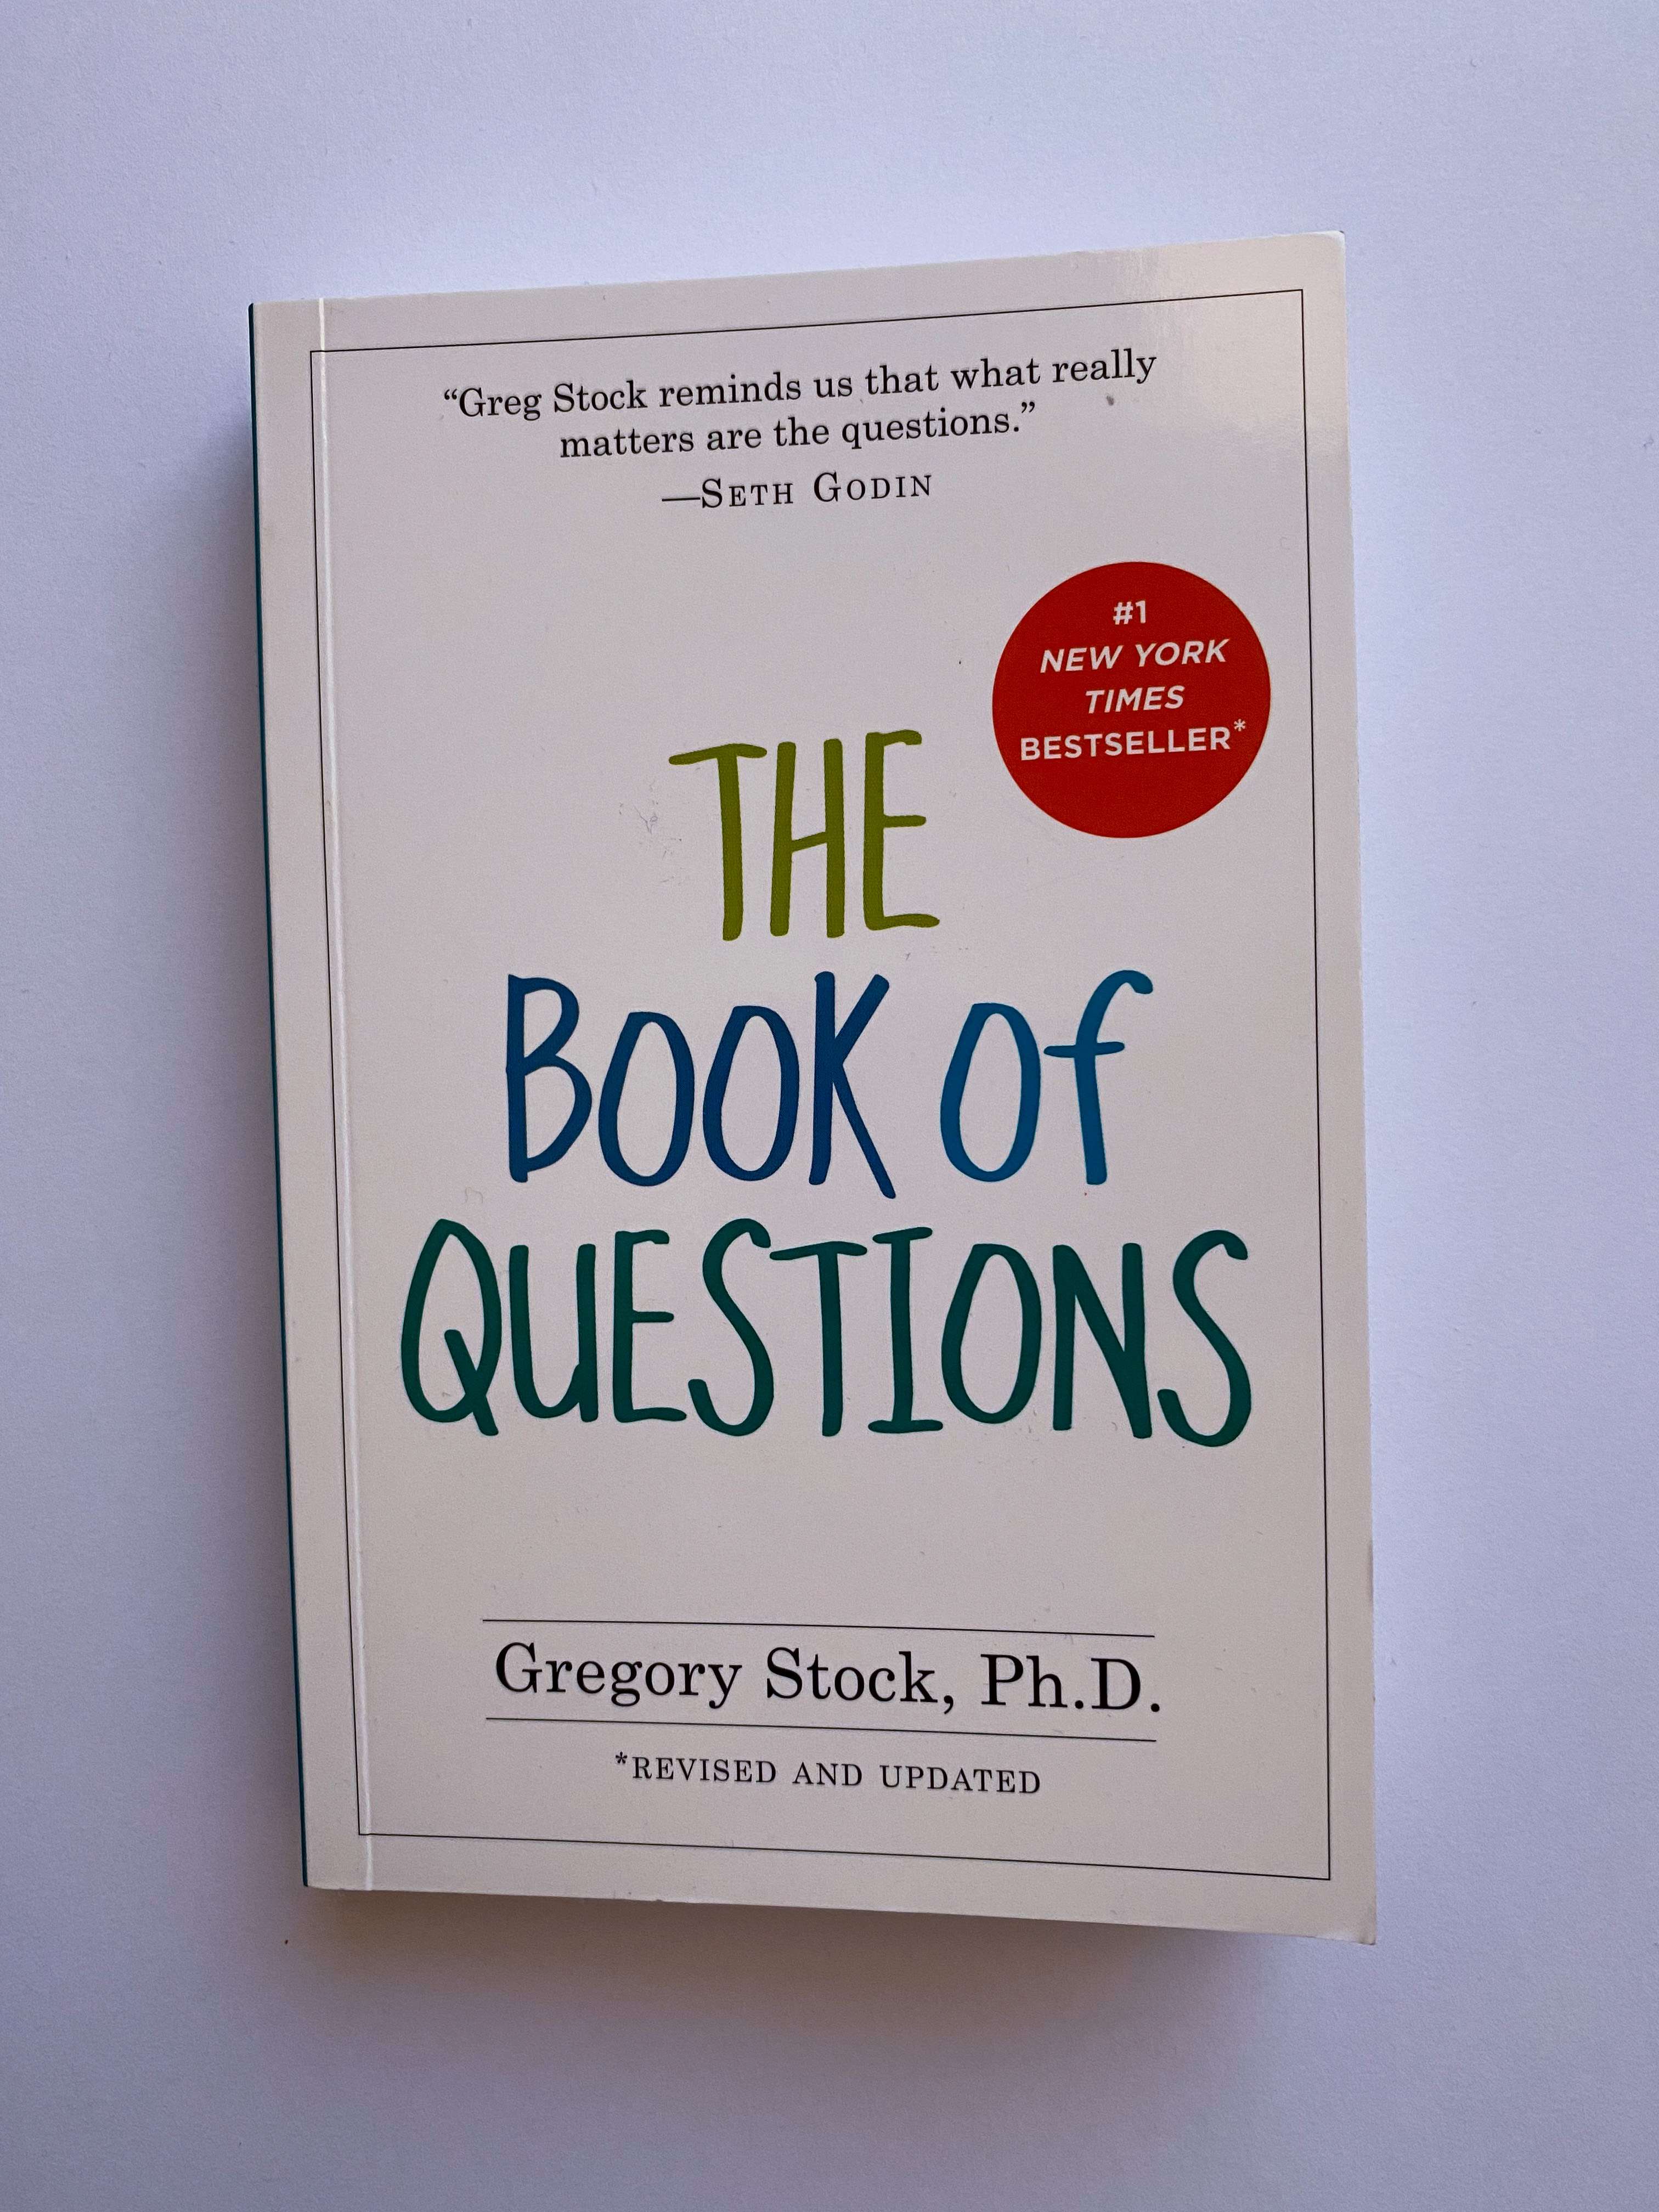 “Greg Stock reminds us that what really
matters are the questions.”
—SETH GODIN
#1
NEW YORK
TIMES
BESTSELLER*
THE
BOOK Of
QUESTIONS
Gregory Stock, Ph.D.
*REVISED AND UPDATED